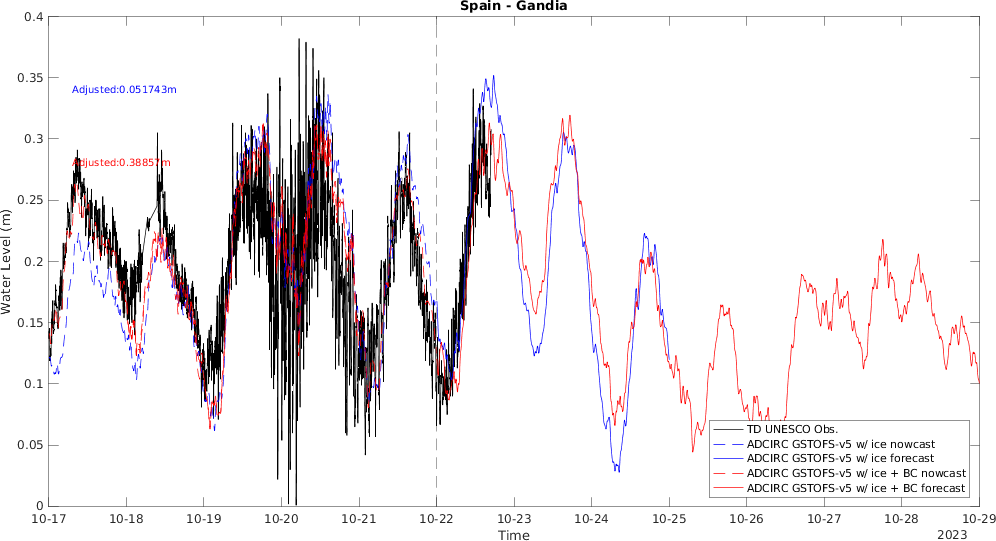 Spain - Gandia
0.4
0.35
0.3
0.25
0.2
0.15
0.1
0.05
0
Water Level (m)
Adjusted:0.051743m
Adjusted:0.38857m
TD UNESCO Obs.
ADCIRC GSTOFS-v5 w/ ice nowcast
ADCIRC GSTOFS-v5 w/ ice forecast
ADCIRC GSTOFS-v5 w/ ice + BC nowcast
ADCIRC GSTOFS-v5 w/ ice + BC forecast
10-17 10-18 10-19 10-20 10-21 10-22 10-23 10-24 10-25 10-26 10-27 10-28 10-29
Time
2023